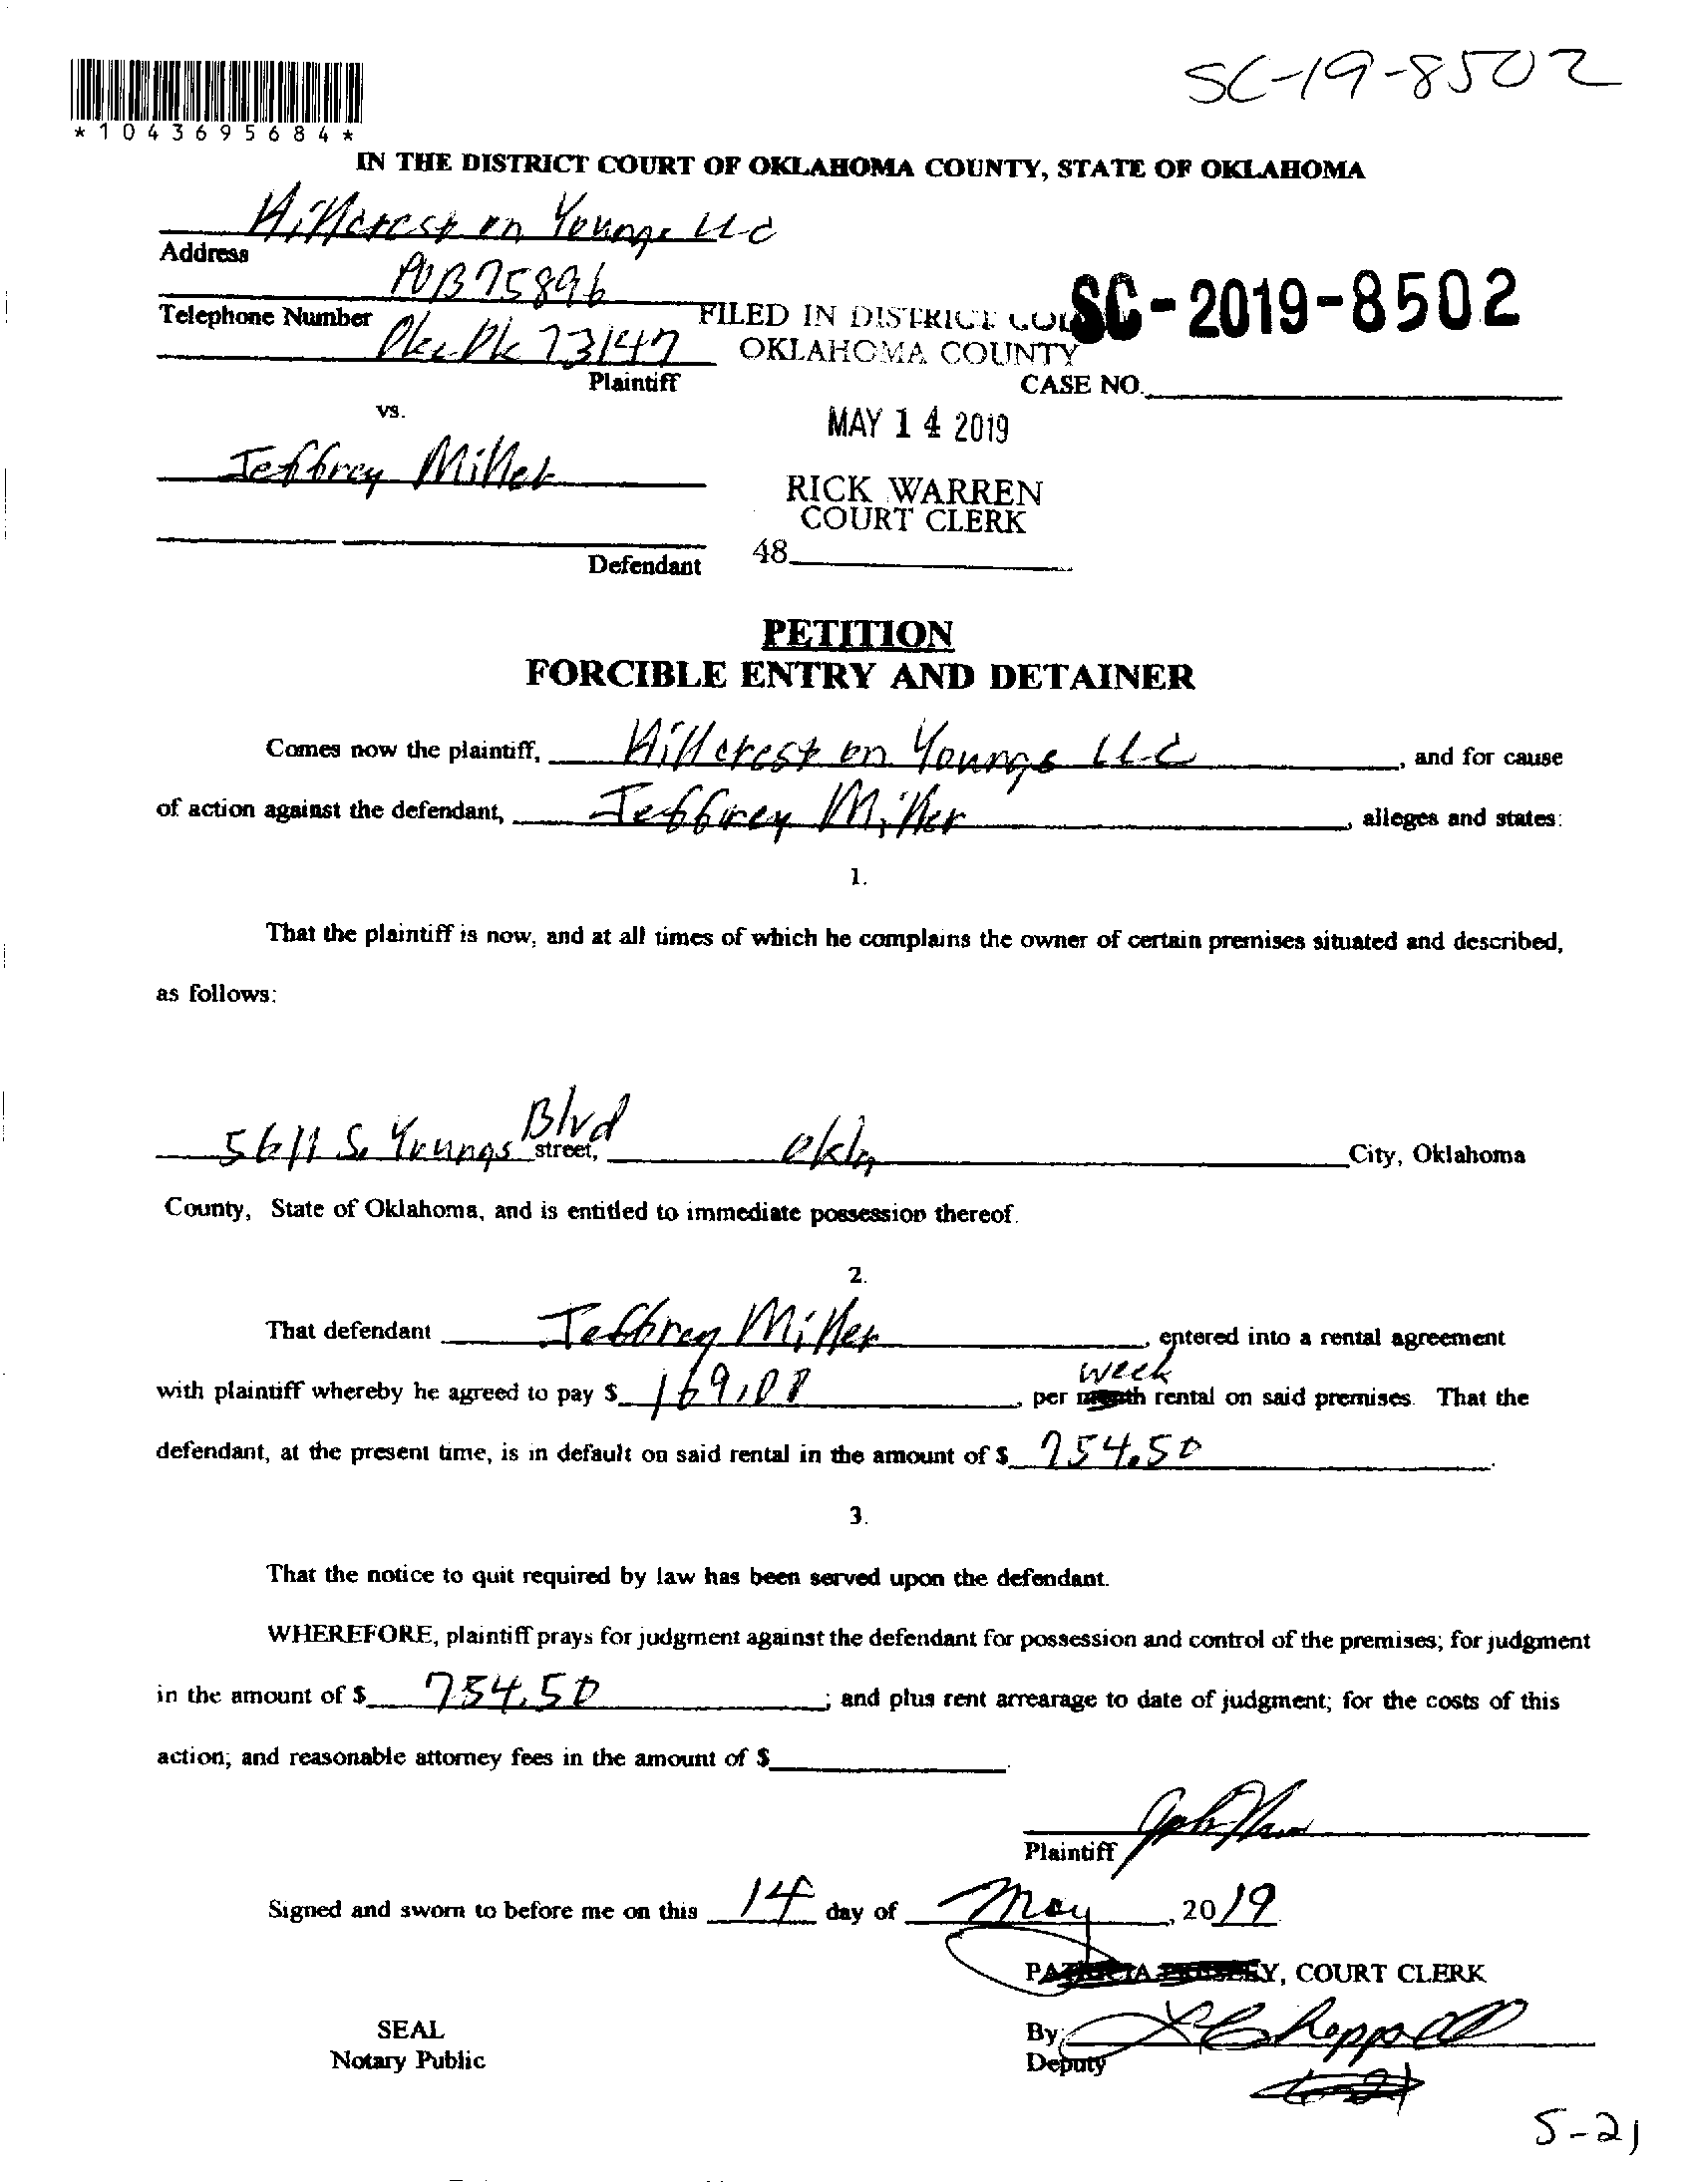 SC-19-8502
*1043695684*
IN THE DISTRICT COURT OF OKLAHOMA COUNTY, STATE OF OKLAHOMA
Hillcrest on Youngs LLC
Address
POB 75896
Telephone Number
Okc Ok 73147
Plaintiff
FILED IN DISTRICT
OKLAHOMA COUNTY
SC-2019-8502
CASE NO.
vs.
MAY 14 2019
Jeffrey Miller
RICK WARREN
COURT CLERK
48
Defendant
PETITION
FORCIBLE ENTRY AND DETAINER
Comes now the plaintiff, Hillcrest on Youngs LLC, and for cause
of action against the defendant, Jeffrey Miller, alleges and states:
1.
That the plaintiff is now, and at all times of which he complains the owner of certain premises situated and described,
as follows:
5611 S. Youngs Blvd street, Okla City, Oklahoma
County, State of Oklahoma, and is entitled to immediate possession thereof.
2.
That defendant Jeffrey Miller, entered into a rental agreement
week
with plaintiff whereby he agreed to pay $ 169.00, per month rental on said premises. That the
defendant, at the present time, is in default on said rental in the amount of $ 754.50.
3.
That the notice to quit required by law has been served upon the defendant.
WHEREFORE, plaintiff prays for judgment against the defendant for possession and control of the premises; for judgment
in the amount of $ 754.50; and plus rent arrearage to date of judgment; for the costs of this
action; and reasonable attorney fees in the amount of $
Plaintiff
Signed and sworn to before me on this 14 day of May, 2019
PATRICIA PRESLEY, COURT CLERK
SEAL
Notary Public
By:
Deputy
5-21